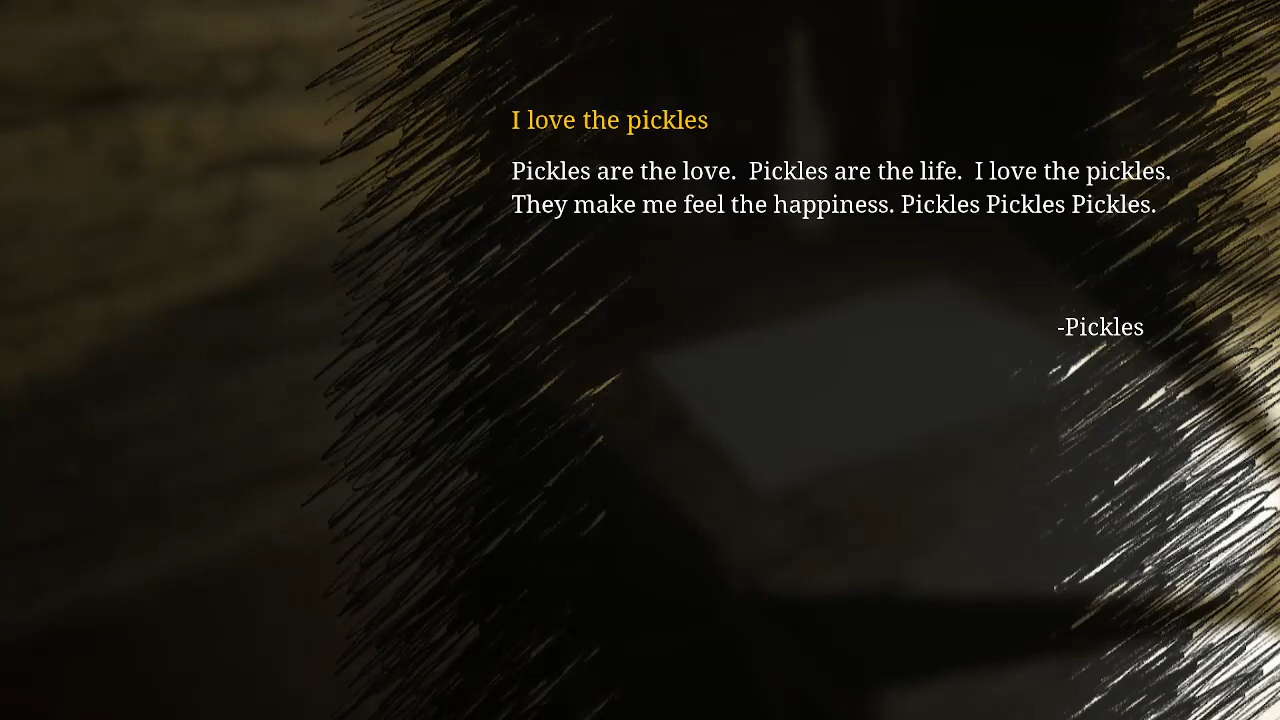 I love the pickles
Pickles are the love.  Pickles are the life.  I love the pickles.
They make me feel the happiness. Pickles Pickles Pickles.
-Pickles